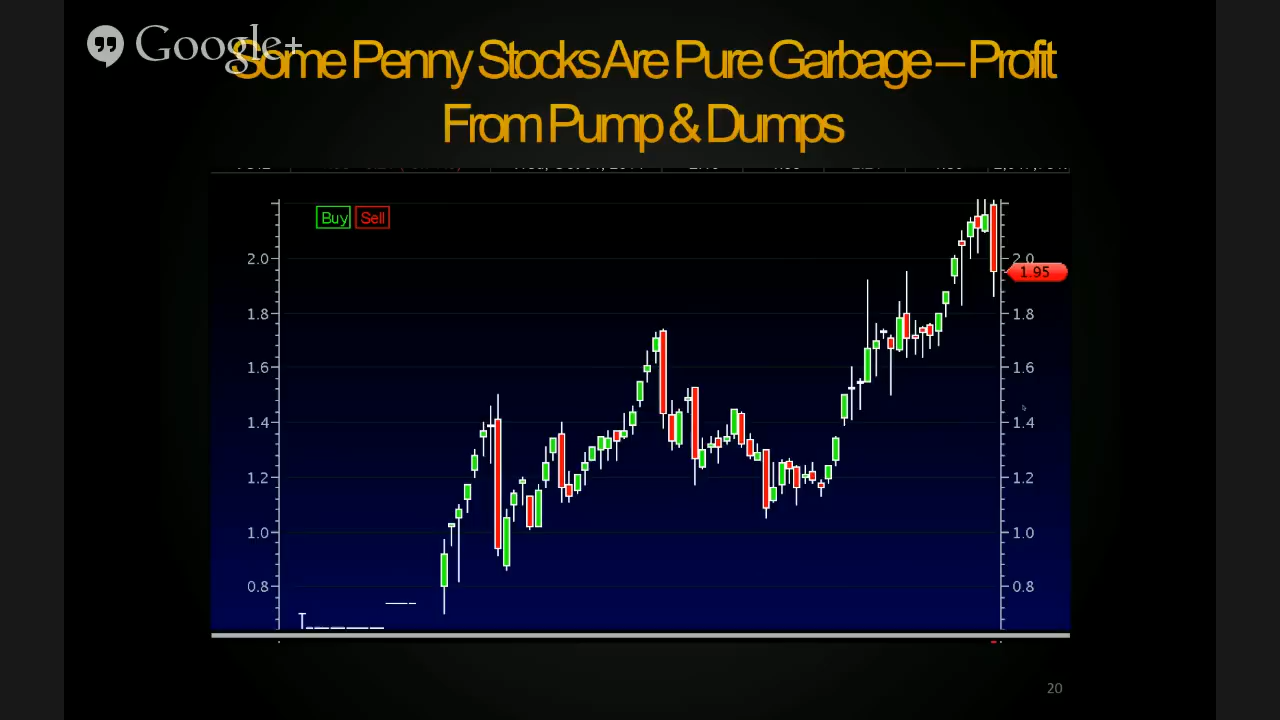 Google+
Some Penny Stocks Are Pure Garbage – Profit
From Pump & Dumps
Buy Sell
2.0 2.0
1.95
1.8 1.8
1.6 1.6
1.4 1.4
1.2 1.2
1.0 1.0
0.8 0.8
20